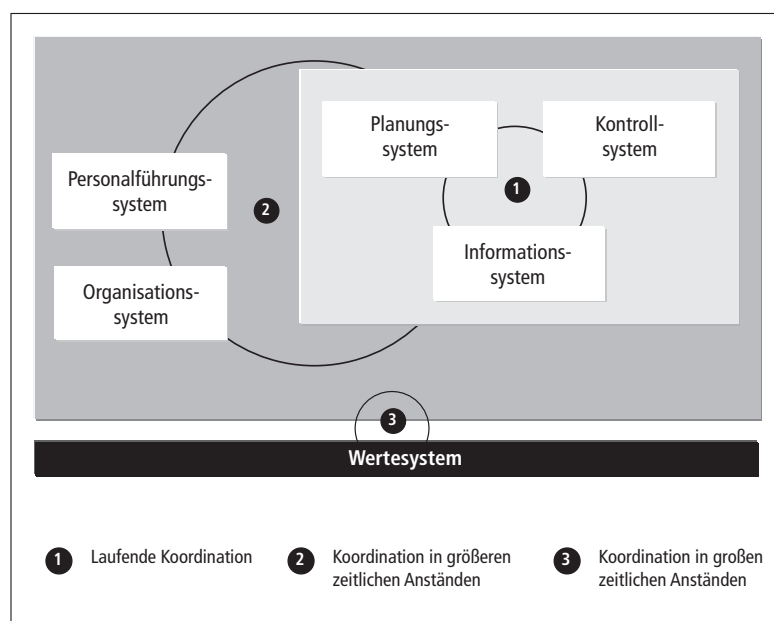 Planungs-
system
Kontroll-
system
1
Personalführungs-
system
2
Informations-
system
Organisations-
system
3
Wertesystem
1 Laufende Koordination
2 Koordination in größeren
zeitlichen Anständen
3 Koordination in großen
zeitlichen Anständen